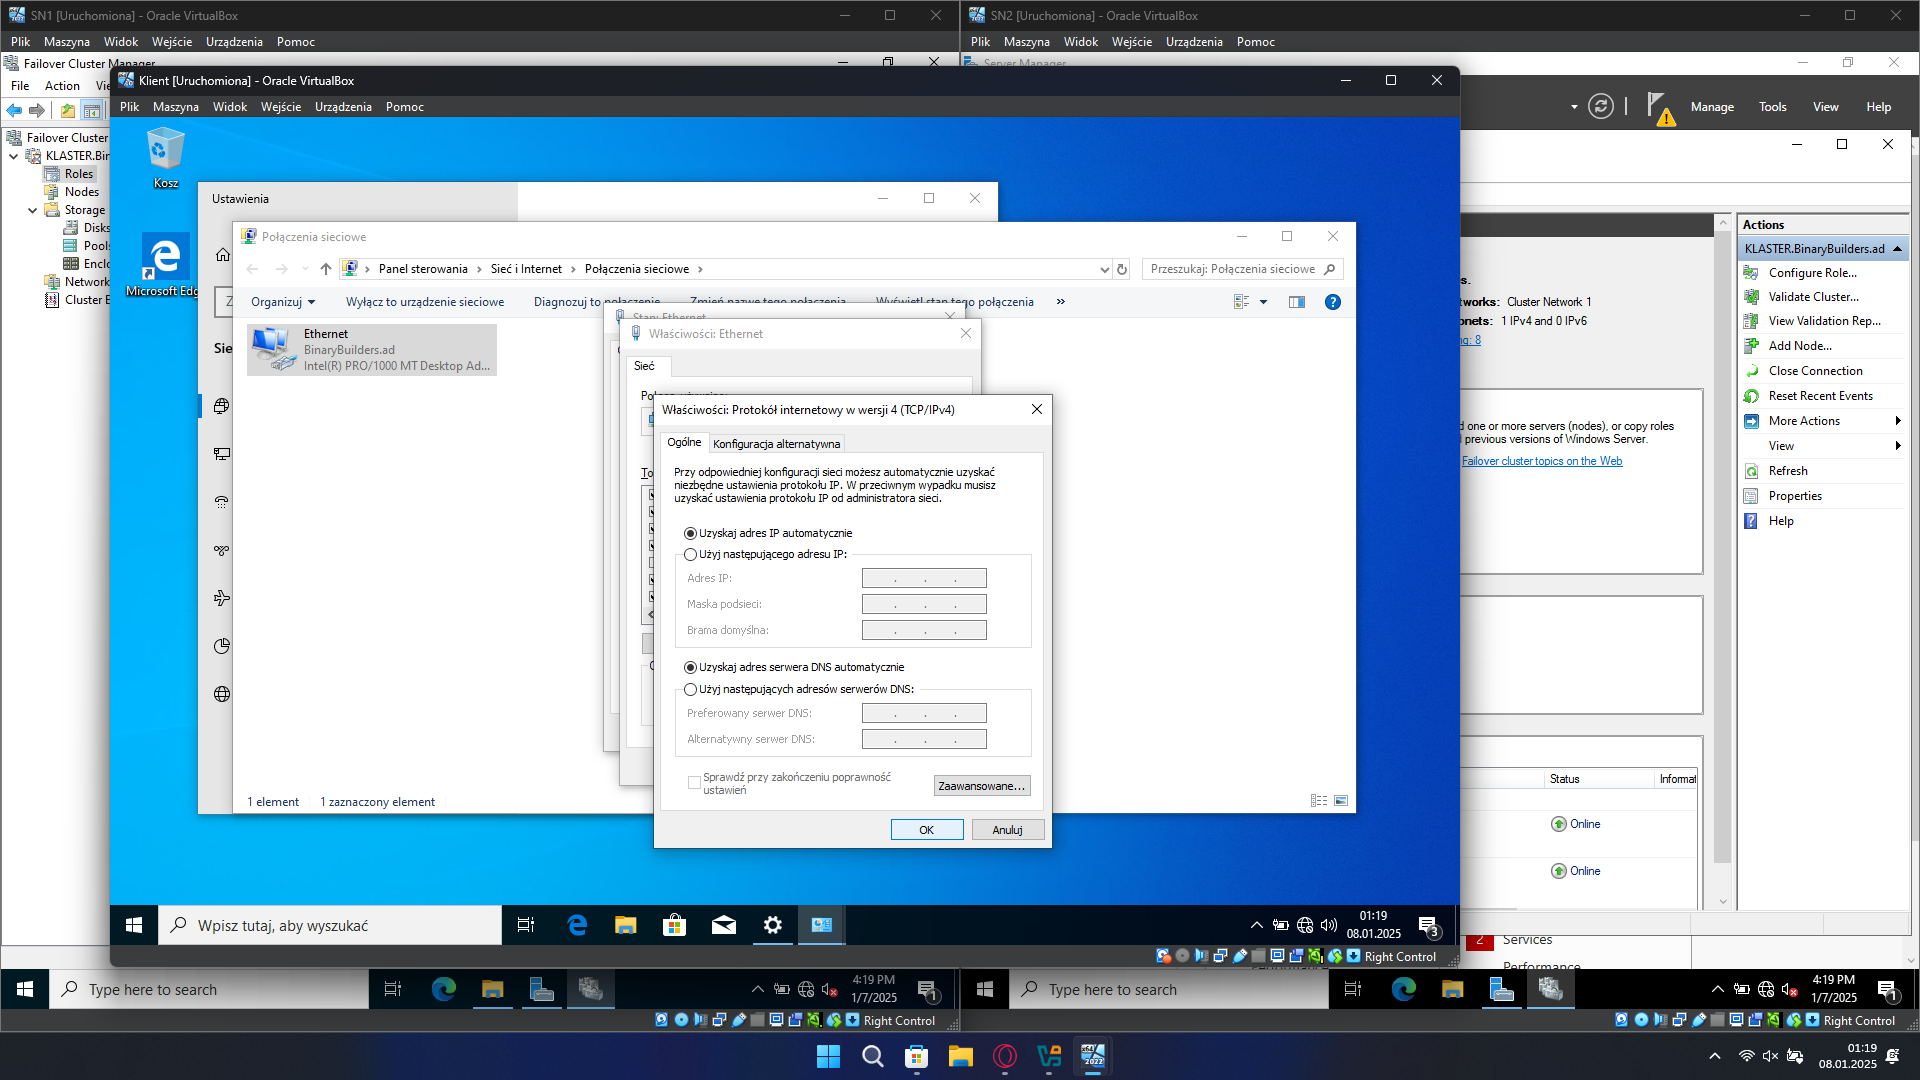 SN1 [Uruchomiona] - Oracle VirtualBox
Plik Maszyna Widok Wejście Urządzenia Pomoc
Failover Cluster Manager
File Action
Failover Cluster
KLASTER.Bin
Roles
Nodes
Storage
Disks
Pools
Network
Cluster E
SN2 [Uruchomiona] - Oracle VirtualBox
Plik Maszyna Widok Wejście Urządzenia Pomoc
Server Manager
Manage Tools View Help
Klient [Uruchomiona] - Oracle VirtualBox
Plik Maszyna Widok Wejście Urządzenia Pomoc
Kosz
Microsoft Edg
Ustawienia
Sie
Połączenia sieciowe
Panel sterowania Sieć i Internet Połączenia sieciowe
Przeszukaj: Połączenia sieciowe
Organizuj Wyłącz to urządzenie sieciowe Diagnozuj to połączenie Zmień nazwę tego połączenia Wyświetl stan tego połączenia »
Ethernet
BinaryBuilders.ad
Intel(R) PRO/1000 MT Desktop Ad...
Stan: Ethernet
Właściwości: Ethernet
Sieć
Właściwości: Protokół internetowy w wersji 4 (TCP/IPv4)
Ogólne Konfiguracja alternatywna
Przy odpowiedniej konfiguracji sieci możesz automatycznie uzyskać
niezbędne ustawienia protokołu IP. W przeciwnym wypadku musisz
uzyskać ustawienia protokołu IP od administratora sieci.
Uzyskaj adres IP automatycznie
Użyj następującego adresu IP:
Adres IP:
Maska podsieci:
Brama domyślna:
Uzyskaj adres serwera DNS automatycznie
Użyj następujących adresów serwerów DNS:
Preferowany serwer DNS:
Alternatywny serwer DNS:
Sprawdź przy zakończeniu poprawność
ustawień
Zaawansowane...
OK Anuluj
1 element 1 zaznaczony element
Wpisz tutaj, aby wyszukać
01:19
08.01.2025
3
Right Control
tworks: Cluster Network 1
onets: 1 IPv4 and 0 IPv6
ng: 8
d one or more servers (nodes), or copy roles
previous versions of Windows Server.
Failover cluster topics on the Web
Status Informat
Online
Online
Actions
KLASTER.BinaryBuilders.ad
Configure Role...
Validate Cluster...
View Validation Rep...
Add Node...
Close Connection
Reset Recent Events
More Actions
View
Refresh
Properties
Help
2 Services
Performance
Type here to search
4:19 PM
1/7/2025
1
Right Control
Type here to search
4:19 PM
1/7/2025
1
Right Control
01:19
08.01.2025